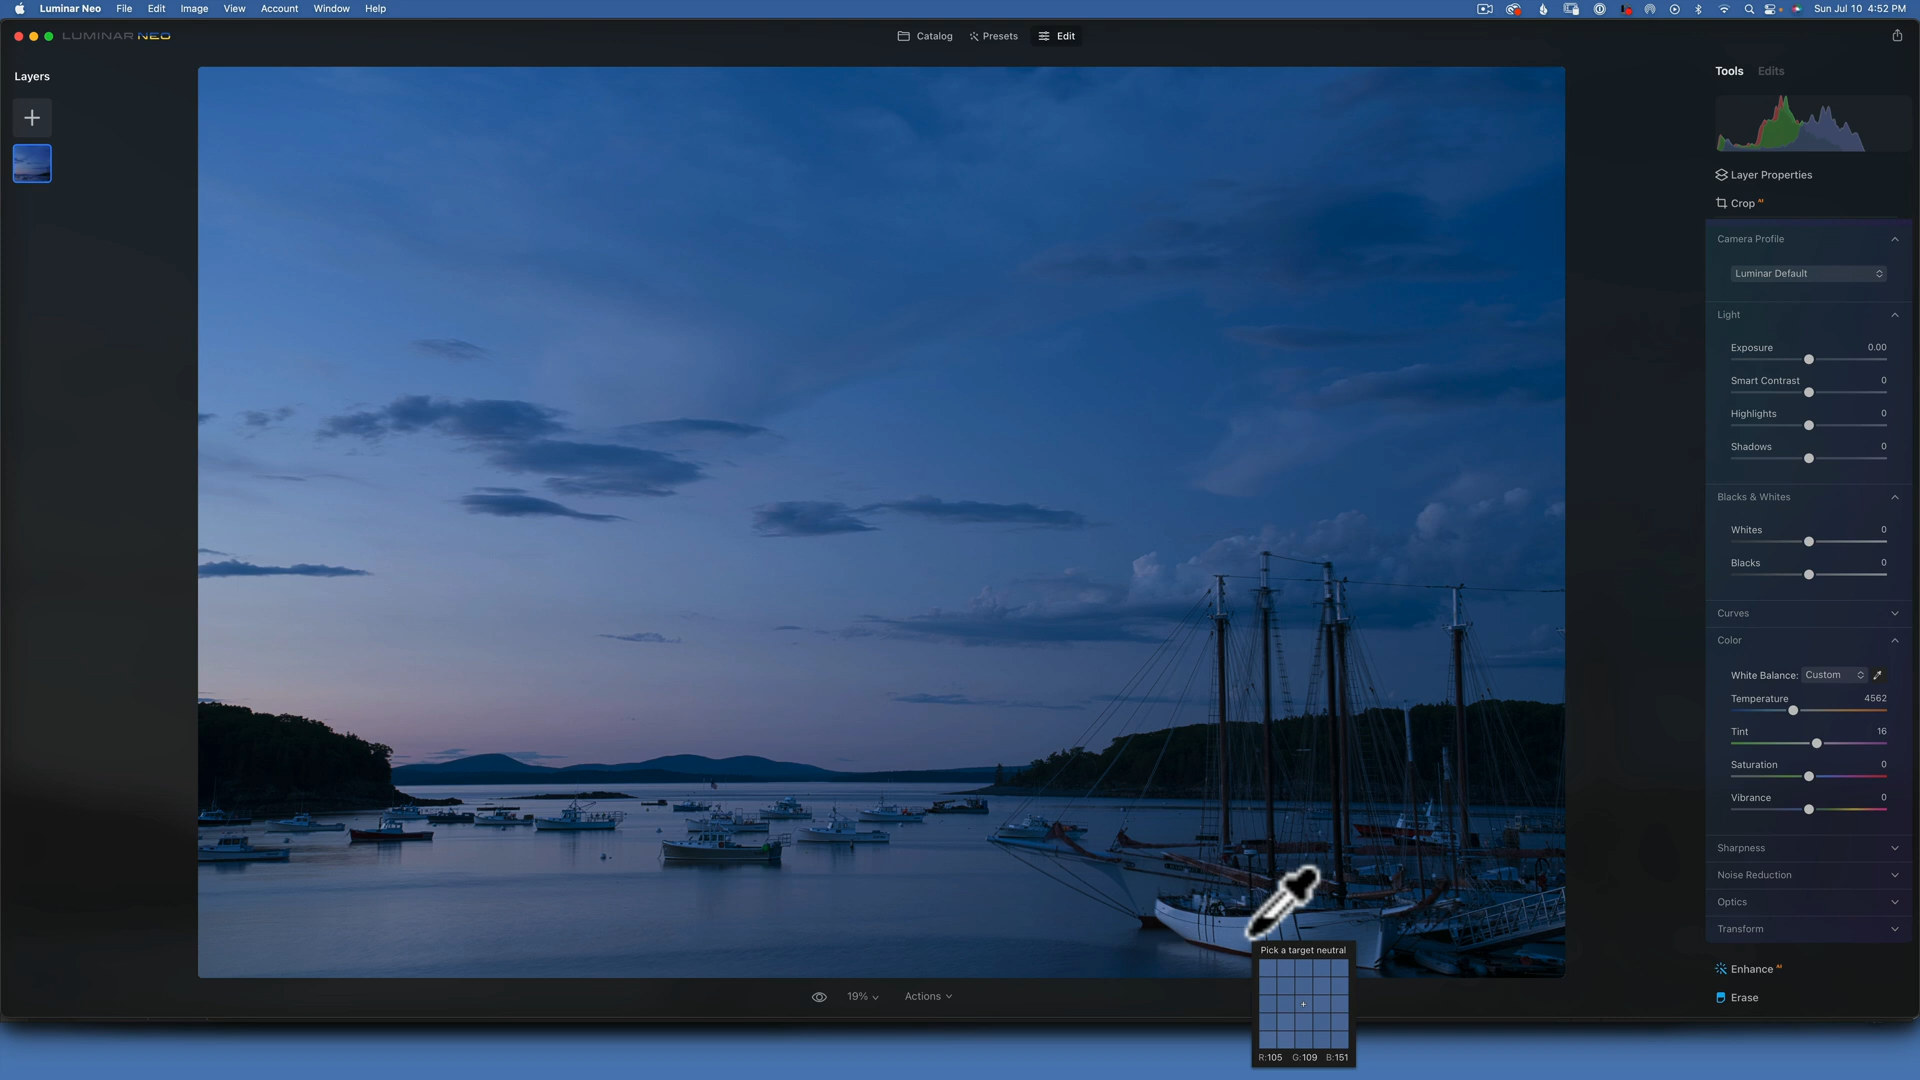 Luminar Neo File Edit Image View Account Window Help Sun Jul 10 4:52 PM
LUMINAR NEO Catalog Presets Edit
Layers
Tools Edits
Layer Properties
Crop AI
Camera Profile
Luminar Default
Light
Exposure 0.00
Smart Contrast 0
Highlights 0
Shadows 0
Blacks & Whites
Whites 0
Blacks 0
Curves
Color
White Balance: Custom
Temperature 4562
Tint 16
Saturation 0
Vibrance 0
Sharpness
Noise Reduction
Optics
Transform
Enhance AI
Erase
19% Actions
Pick a target neutral
R:105 G:109 B:151